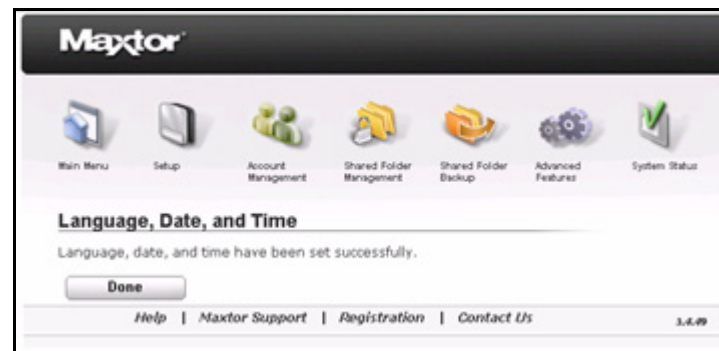 Maxtor
Main Menu
Setup
Account Management
Shared Folder Management
Shared Folder Backup
Advanced Features
System Status
Language, Date, and Time
Language, date, and time have been set successfully.
Done
Help | Maxtor Support | Registration | Contact Us